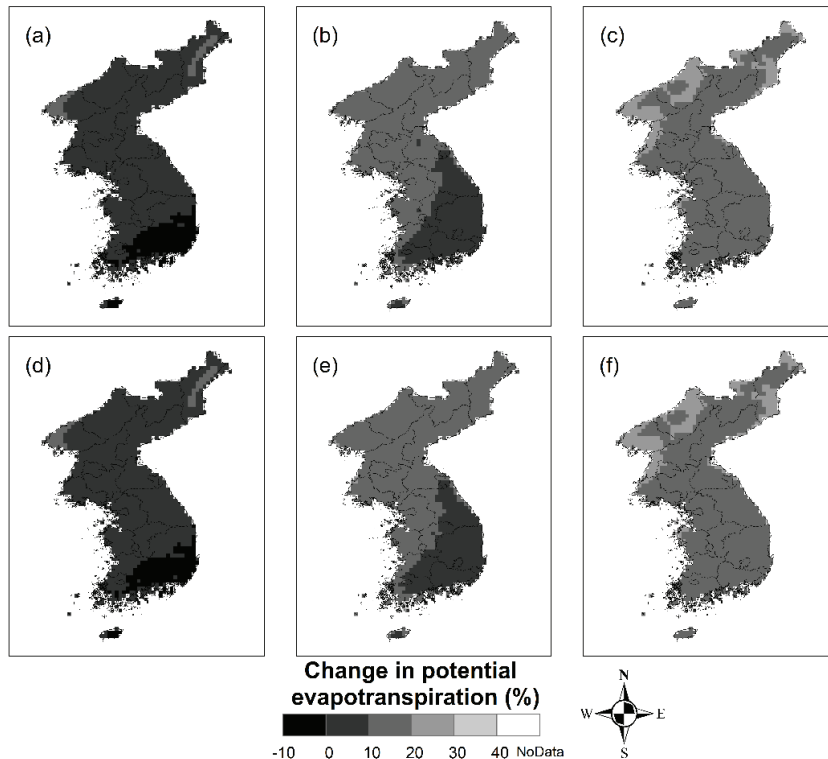 (a)
(b)
(c)
(d)
(e)
(f)
Change in potential
evapotranspiration (%)
-10 0 10 20 30 40 NoData
N
W E
S